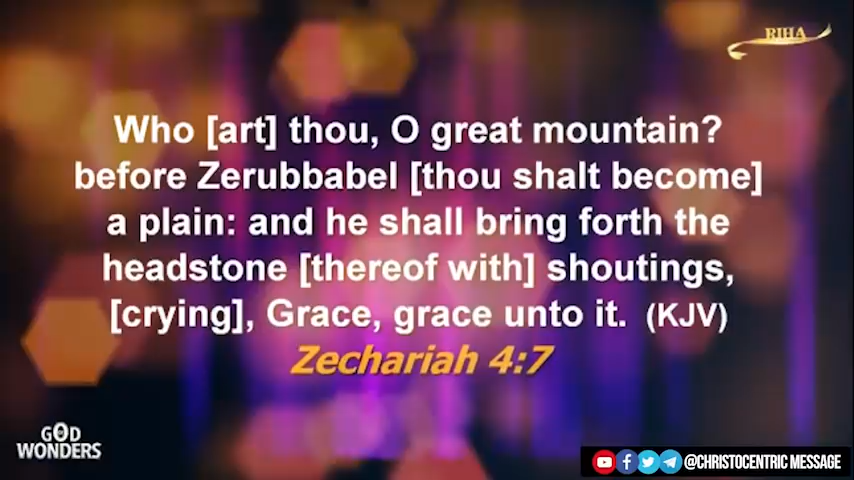 RIHA
Who [art] thou, O great mountain?
before Zerubbabel [thou shalt become]
a plain: and he shall bring forth the
headstone [thereof with] shoutings,
[crying], Grace, grace unto it. (KJV)
Zechariah 4:7
GOD
WONDERS
@CHRISTOCENTRIC MESSAGE